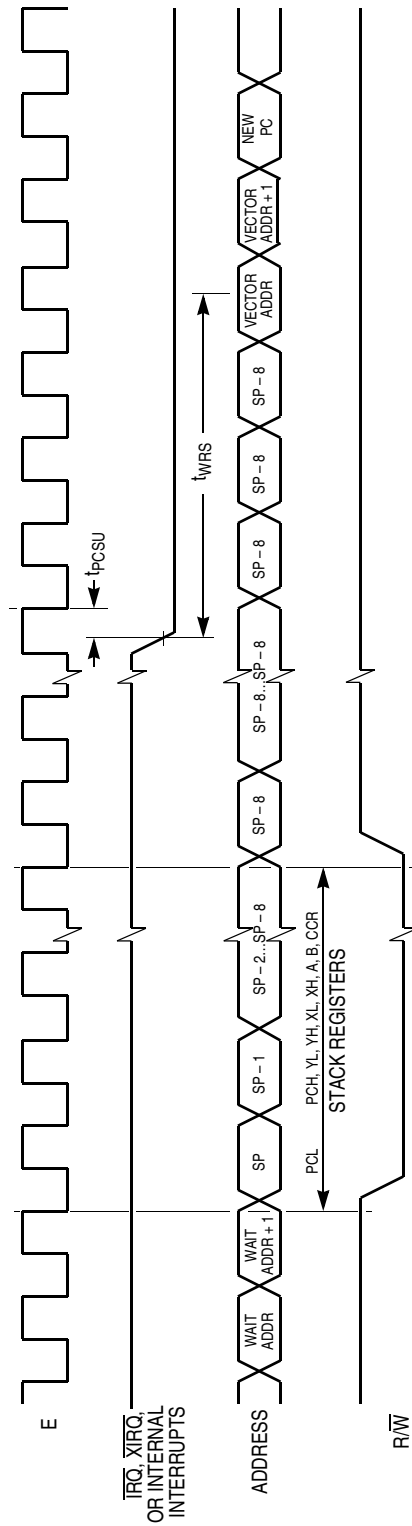 E
t_PCSU
IRQ, XIRQ,
OR INTERNAL
INTERRUPTS
t_WRS
ADDRESS
WAIT
ADDR
WAIT
ADDR + 1
SP
SP – 1
SP – 2...SP – 8
SP – 8
SP – 8...SP – 8
SP – 8
SP – 8
SP – 8
VECTOR
ADDR
VECTOR
ADDR + 1
NEW
PC
PCL
PCH, YL, YH, XL, XH, A, B, CCR
STACK REGISTERS
R/W